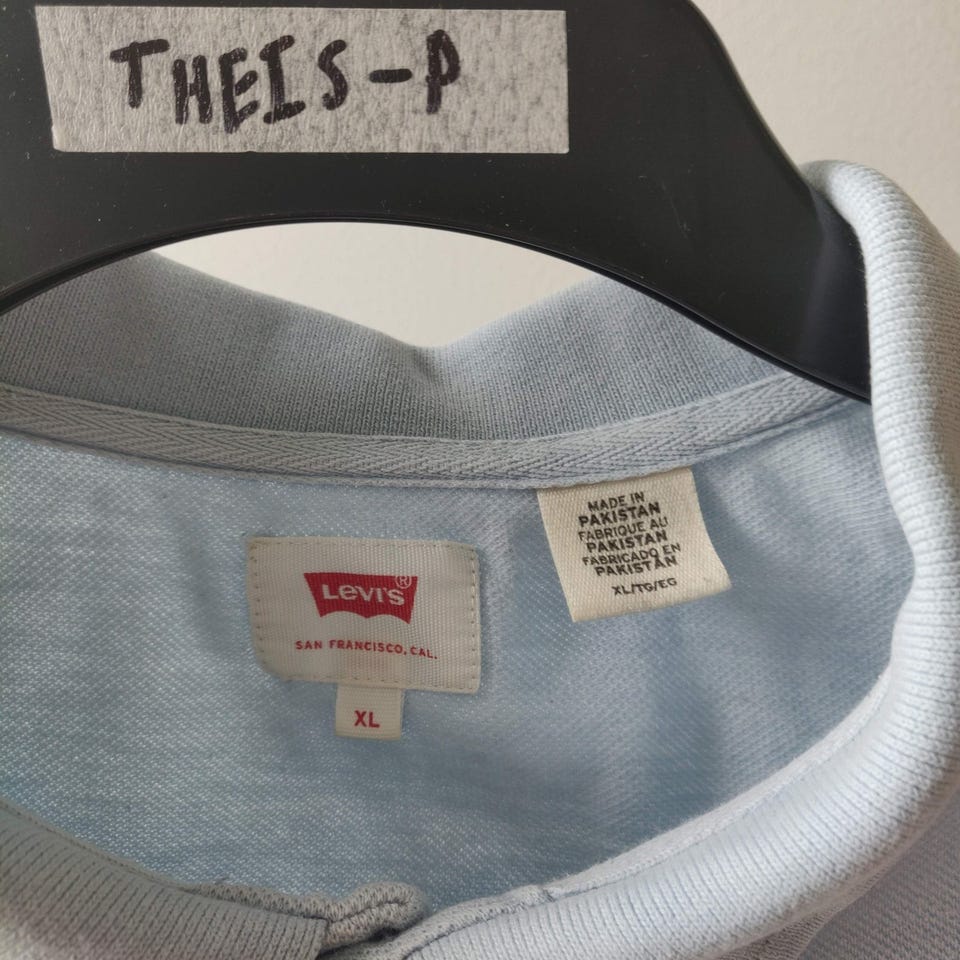 THEIS-P
LEVI'S®
SAN FRANCISCO, CAL.
XL
MADE IN
PAKISTAN
FABRIQUE AU
PAKISTAN
FABRICADO EN
PAKISTAN
XL/TG/EG